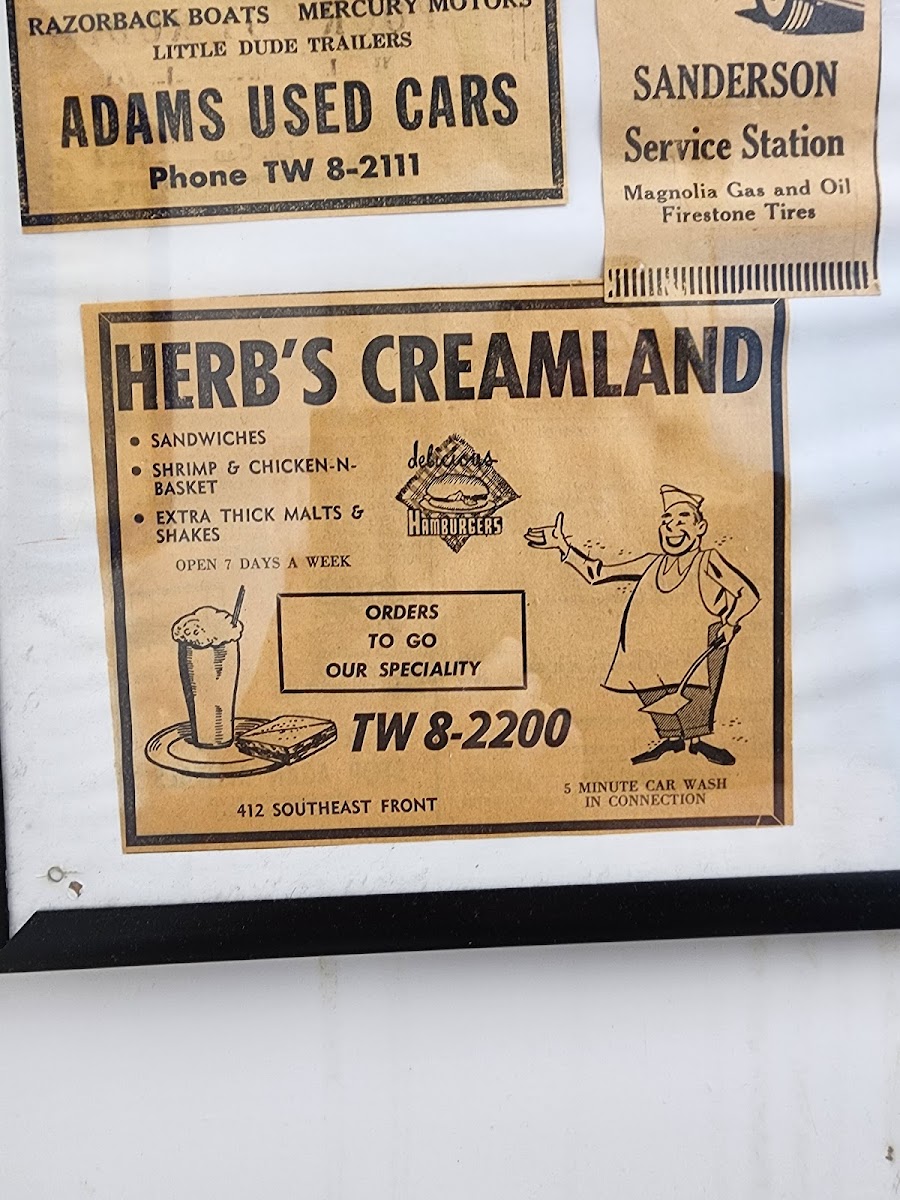 RAZORBACK BOATS MERCURY MOTORS
LITTLE DUDE TRAILERS
ADAMS USED CARS
Phone TW 8-2111
SANDERSON
Service Station
Magnolia Gas and Oil
Firestone Tires
HERB'S CREAMLAND
• SANDWICHES
• SHRIMP & CHICKEN-N-
BASKET
• EXTRA THICK MALTS &
SHAKES
OPEN 7 DAYS A WEEK
delicious
HAMBURGERS
ORDERS
TO GO
OUR SPECIALITY
TW 8-2200
412 SOUTHEAST FRONT
5 MINUTE CAR WASH
IN CONNECTION